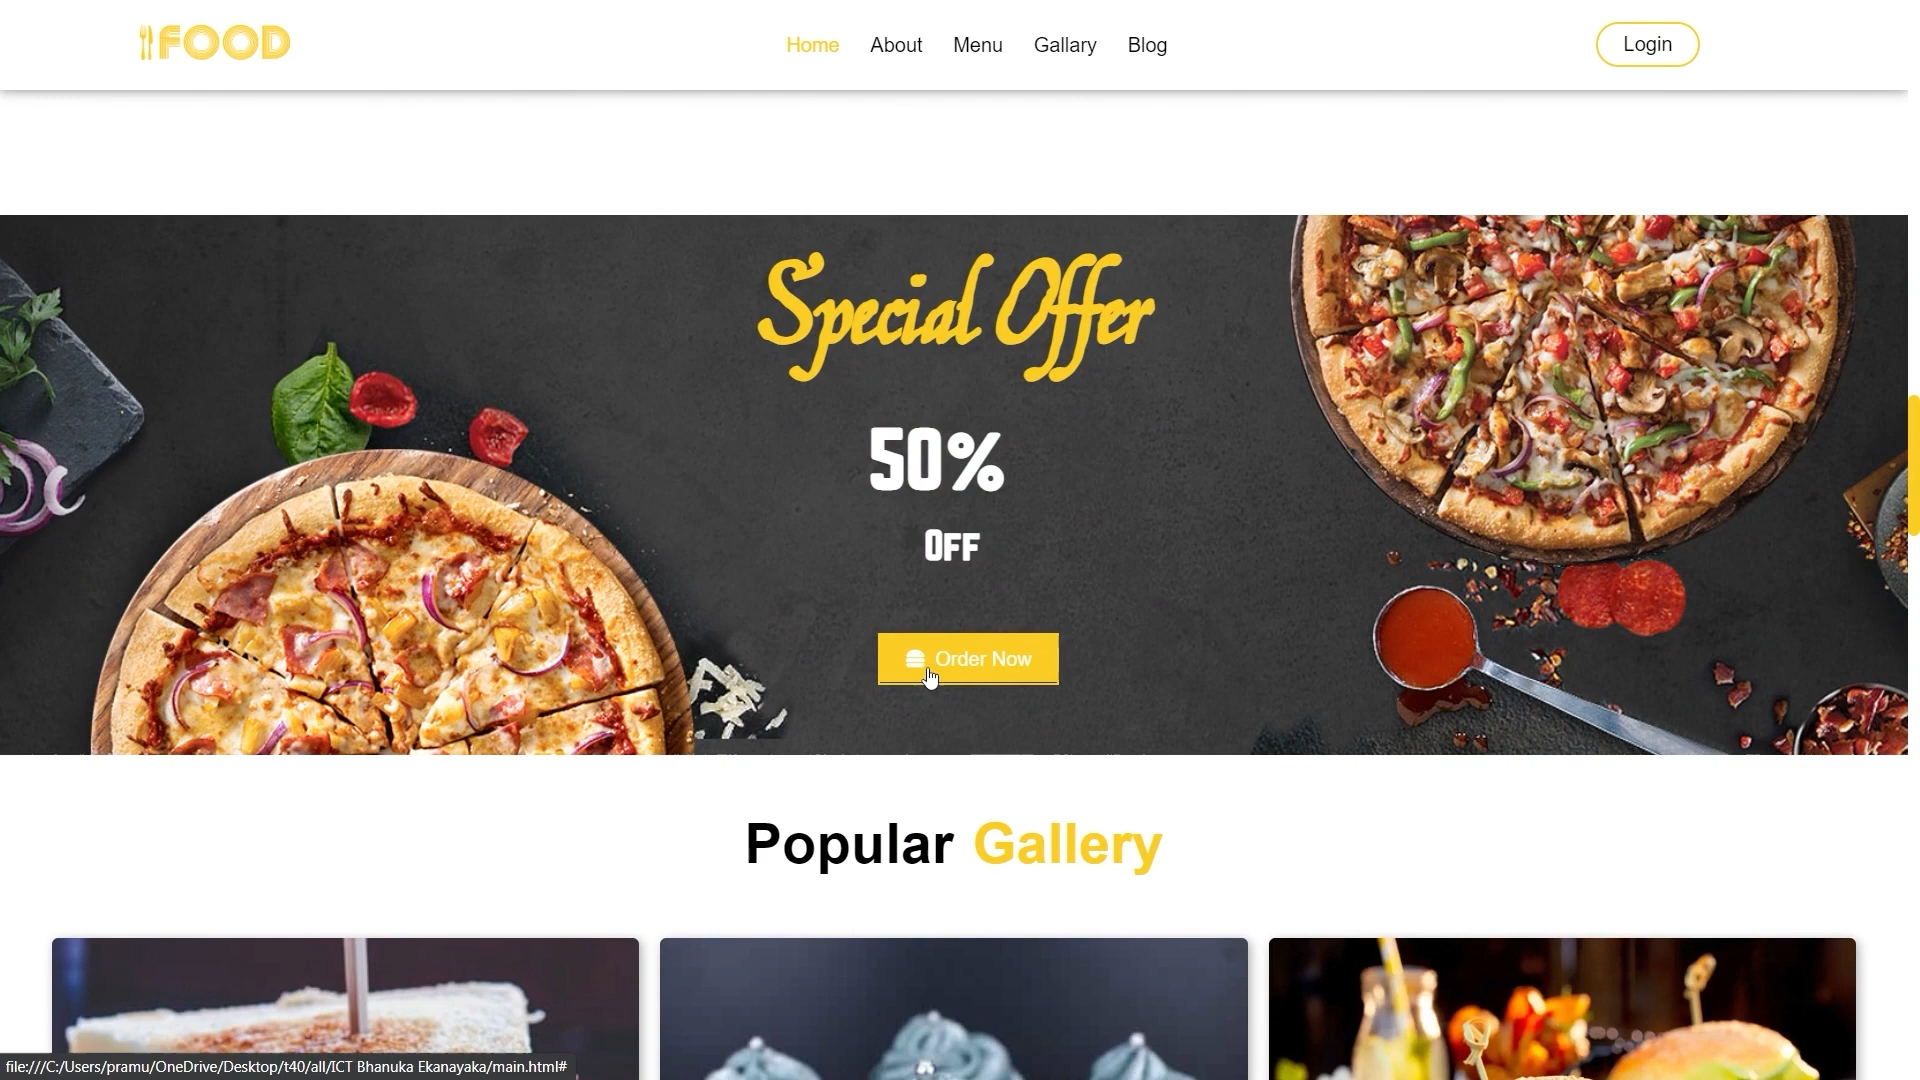 FOOD
Home About Menu Gallary Blog
Login
Special Offer
50%
Off
Order Now
Popular Gallery
file:///C:/Users/pramu/OneDrive/Desktop/t40/all/ICT Bhanuka Ekanayaka/main.html#